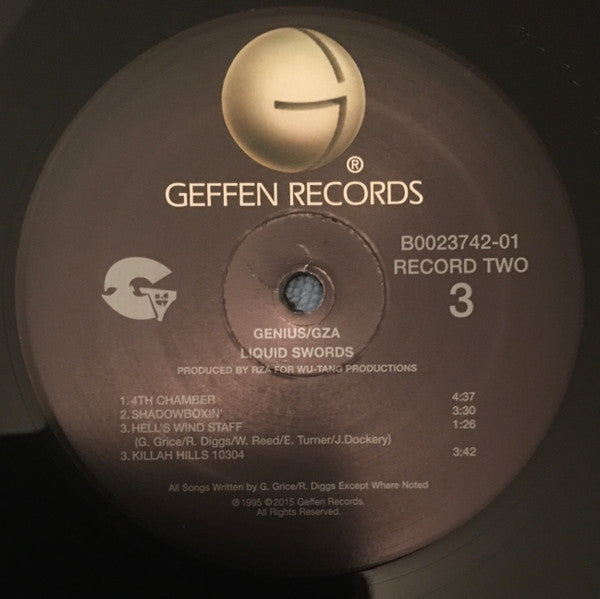 G
®
GEFFEN RECORDS
B0023742-01
RECORD TWO
3
GENIUS/GZA
LIQUID SWORDS
PRODUCED BY RZA FOR WU-TANG PRODUCTIONS
1. 4TH CHAMBER 4:37
2. SHADOWBOXIN' 3:30
3. HELL'S WIND STAFF 1:26
(G. Grice/R. Diggs/W. Reed/E. Turner/J.Dockery)
3. KILLAH HILLS 10304 3:42
All Songs Written by G. Grice/R. Diggs Except Where Noted
℗ 1995 © 2015 Geffen Records.
All Rights Reserved.